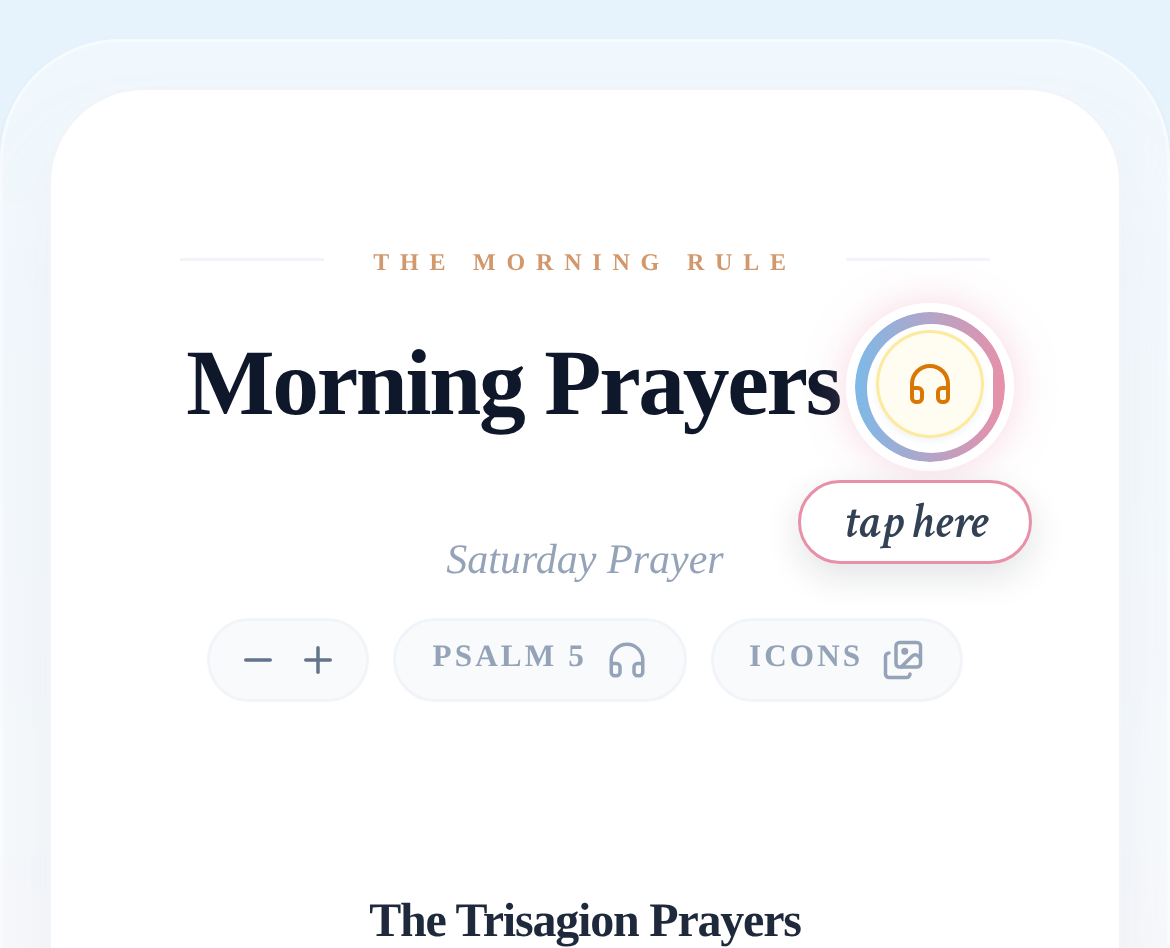 THE MORNING RULE
Morning Prayers
tap here
Saturday Prayer
PSALM 5
ICONS
The Trisagion Prayers